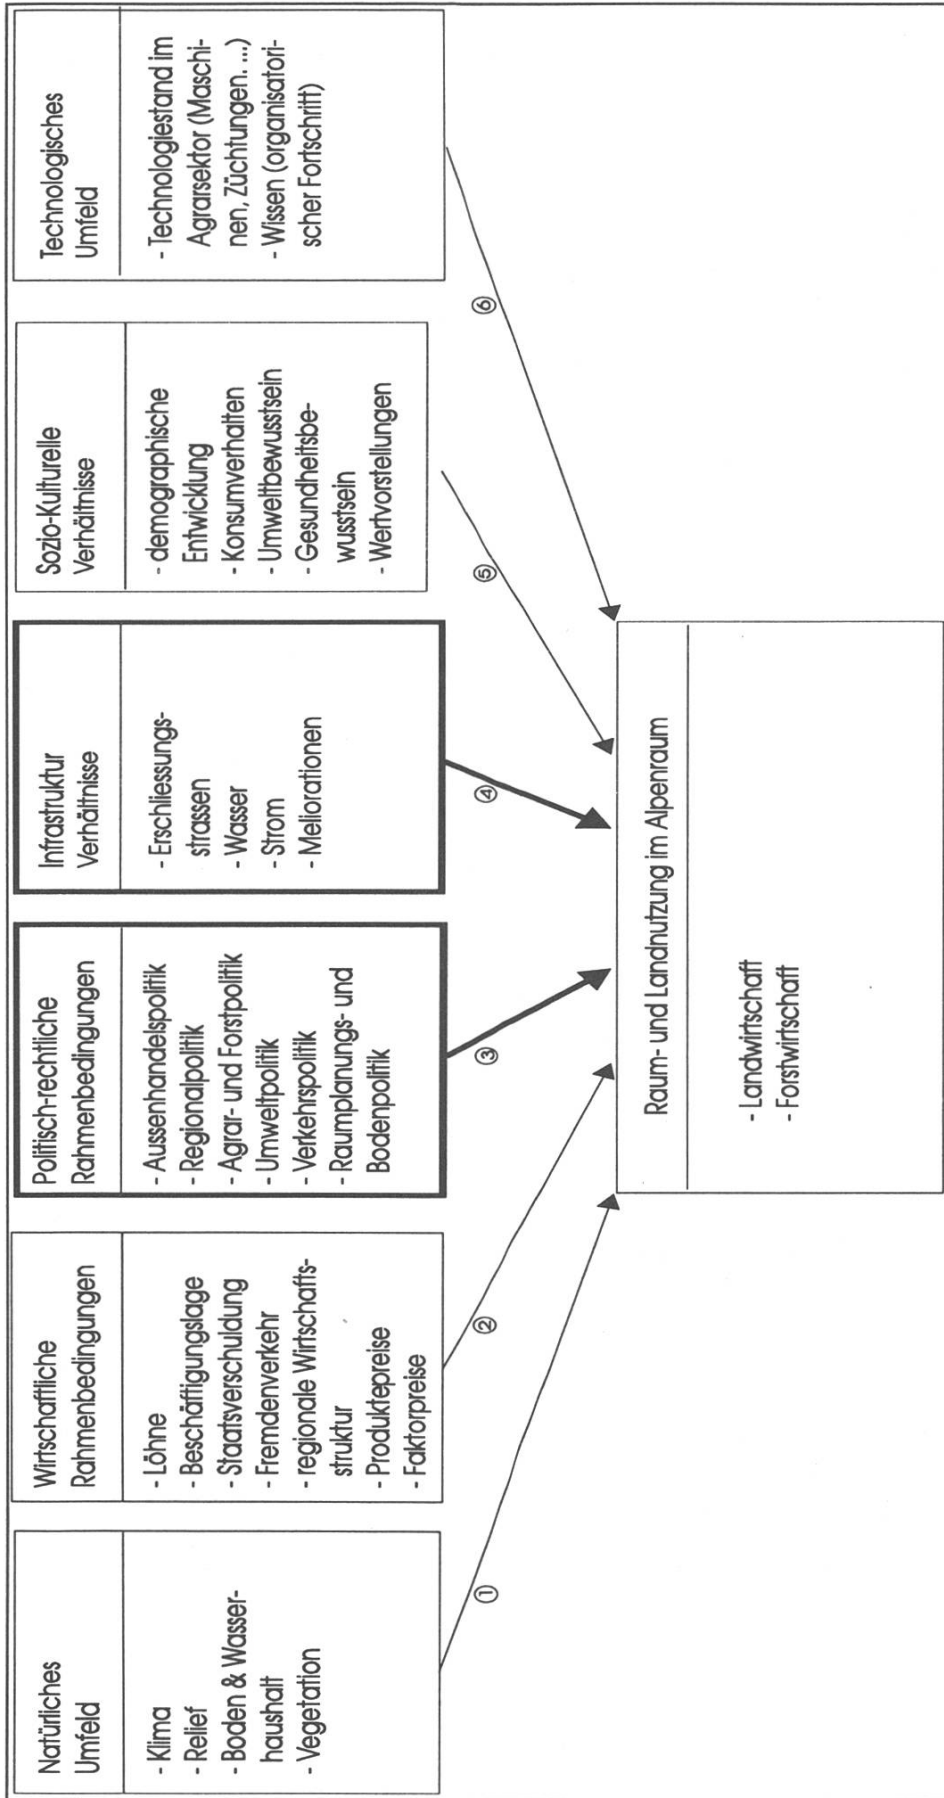 Natürliches
Umfeld
- Klima
- Relief
- Boden & Wasser-
haushalt
- Vegetation
Wirtschaftliche
Rahmenbedingungen
- Löhne
- Beschäftigungslage
- Staatsverschuldung
- Fremdenverkehr
- regionale Wirtschafts-
struktur
- Produktepreise
- Faktorpreise
Politisch-rechtliche
Rahmenbedingungen
- Aussenhandelspolitik
- Regionalpolitik
- Agrar- und Forstpolitik
- Umweltpolitik
- Verkehrspolitik
- Raumplanungs- und
Bodenpolitik
Infrastruktur
Verhältnisse
- Erschliessungs-
strassen
- Wasser
- Strom
- Meliorationen
Sozio-Kulturelle
Verhältnisse
- demographische
Entwicklung
- Konsumverhalten
- Umweltbewusstsein
- Gesundheitsbe-
wusstsein
- Wertvorstellungen
Technologisches
Umfeld
- Technologiestand im
Agrarsektor (Maschi-
nen, Züchtungen. ...)
- Wissen (organisatori-
scher Fortschritt)
①
②
③
④
⑤
⑥
Raum- und Landnutzung im Alpenraum
- Landwirtschaft
- Forstwirtschaft